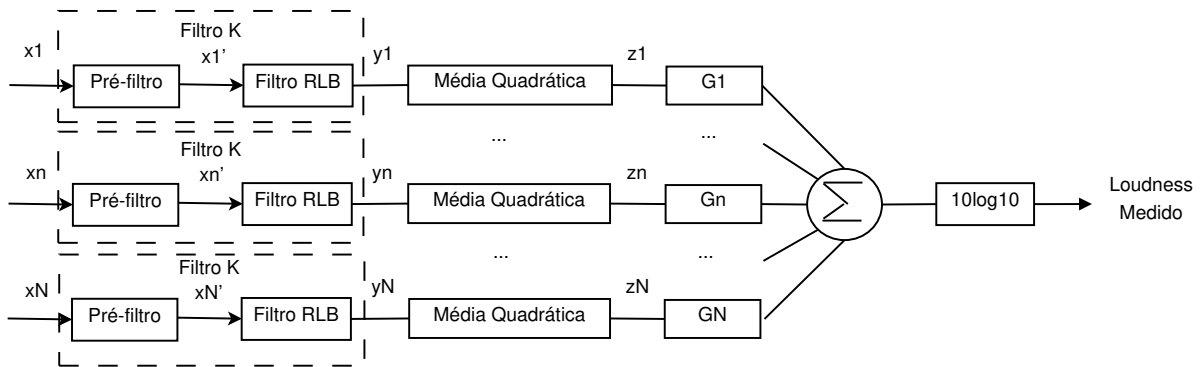 Filtro K
x1 x1’ y1 z1
Pré-filtro Filtro RLB Média Quadrática G1
... ...
Filtro K
xn xn’ yn zn
Pré-filtro Filtro RLB Média Quadrática Gn ∑ 10log10 Loudness
Medido
... ...
Filtro K
xN xN’ yN zN
Pré-filtro Filtro RLB Média Quadrática GN